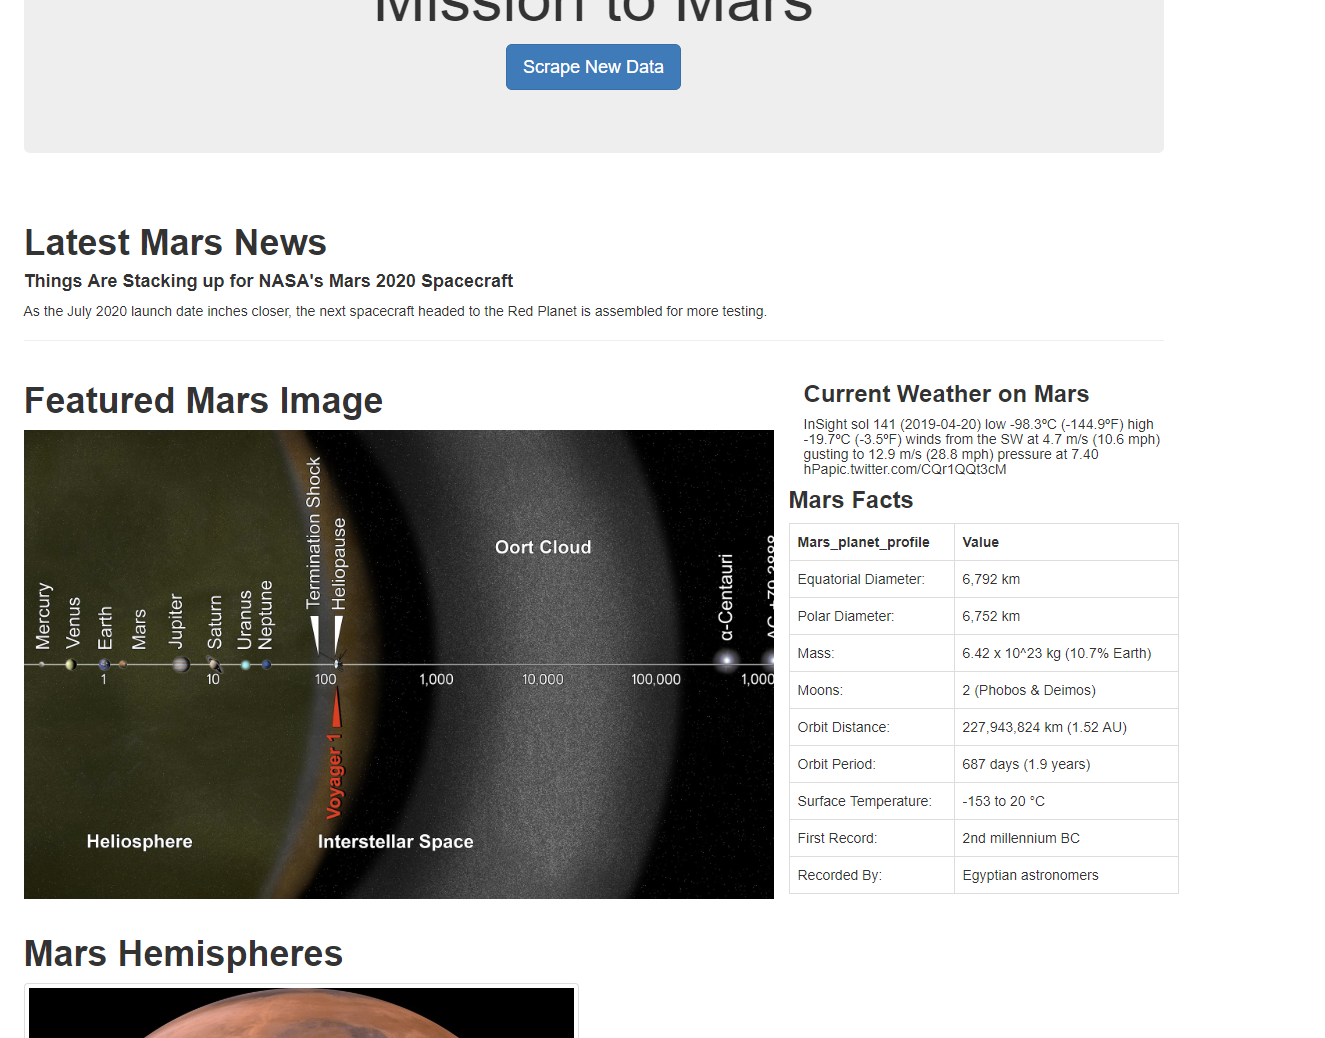 Mission to Mars
Scrape New Data
Latest Mars News
Things Are Stacking up for NASA's Mars 2020 Spacecraft
As the July 2020 launch date inches closer, the next spacecraft headed to the Red Planet is assembled for more testing.
Featured Mars Image
Mercury
Venus
Earth
Mars
Jupiter
Saturn
Uranus
Neptune
Termination Shock
Heliopause
Oort Cloud
α-Centauri
AC +79 3888
1
10
100
1,000
10,000
100,000
1,000
Voyager 1
Heliosphere
Interstellar Space
Current Weather on Mars
InSight sol 141 (2019-04-20) low -98.3ºC (-144.9ºF) high
-19.7ºC (-3.5ºF) winds from the SW at 4.7 m/s (10.6 mph)
gusting to 12.9 m/s (28.8 mph) pressure at 7.40
hPapic.twitter.com/CQr1QQt3cM
Mars Facts
Mars_planet_profile Value
Equatorial Diameter: 6,792 km
Polar Diameter: 6,752 km
Mass: 6.42 x 10^23 kg (10.7% Earth)
Moons: 2 (Phobos & Deimos)
Orbit Distance: 227,943,824 km (1.52 AU)
Orbit Period: 687 days (1.9 years)
Surface Temperature: -153 to 20 °C
First Record: 2nd millennium BC
Recorded By: Egyptian astronomers
Mars Hemispheres